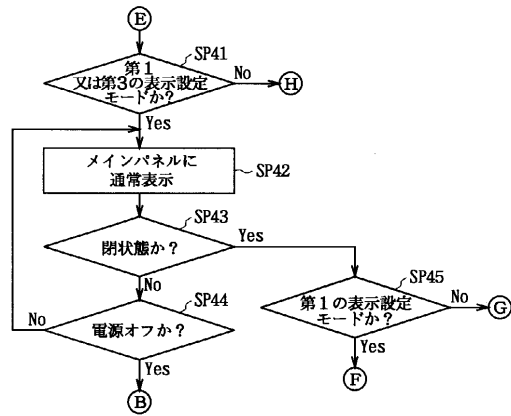 E
SP41
第1
又は第3の表示設定
モードか?
No
H
Yes
メインパネルに
通常表示
SP42
SP43
閉状態か?
Yes
No
SP44
SP45
第1の表示設定
モードか?
No
G
No
電源オフか?
Yes
F
Yes
B